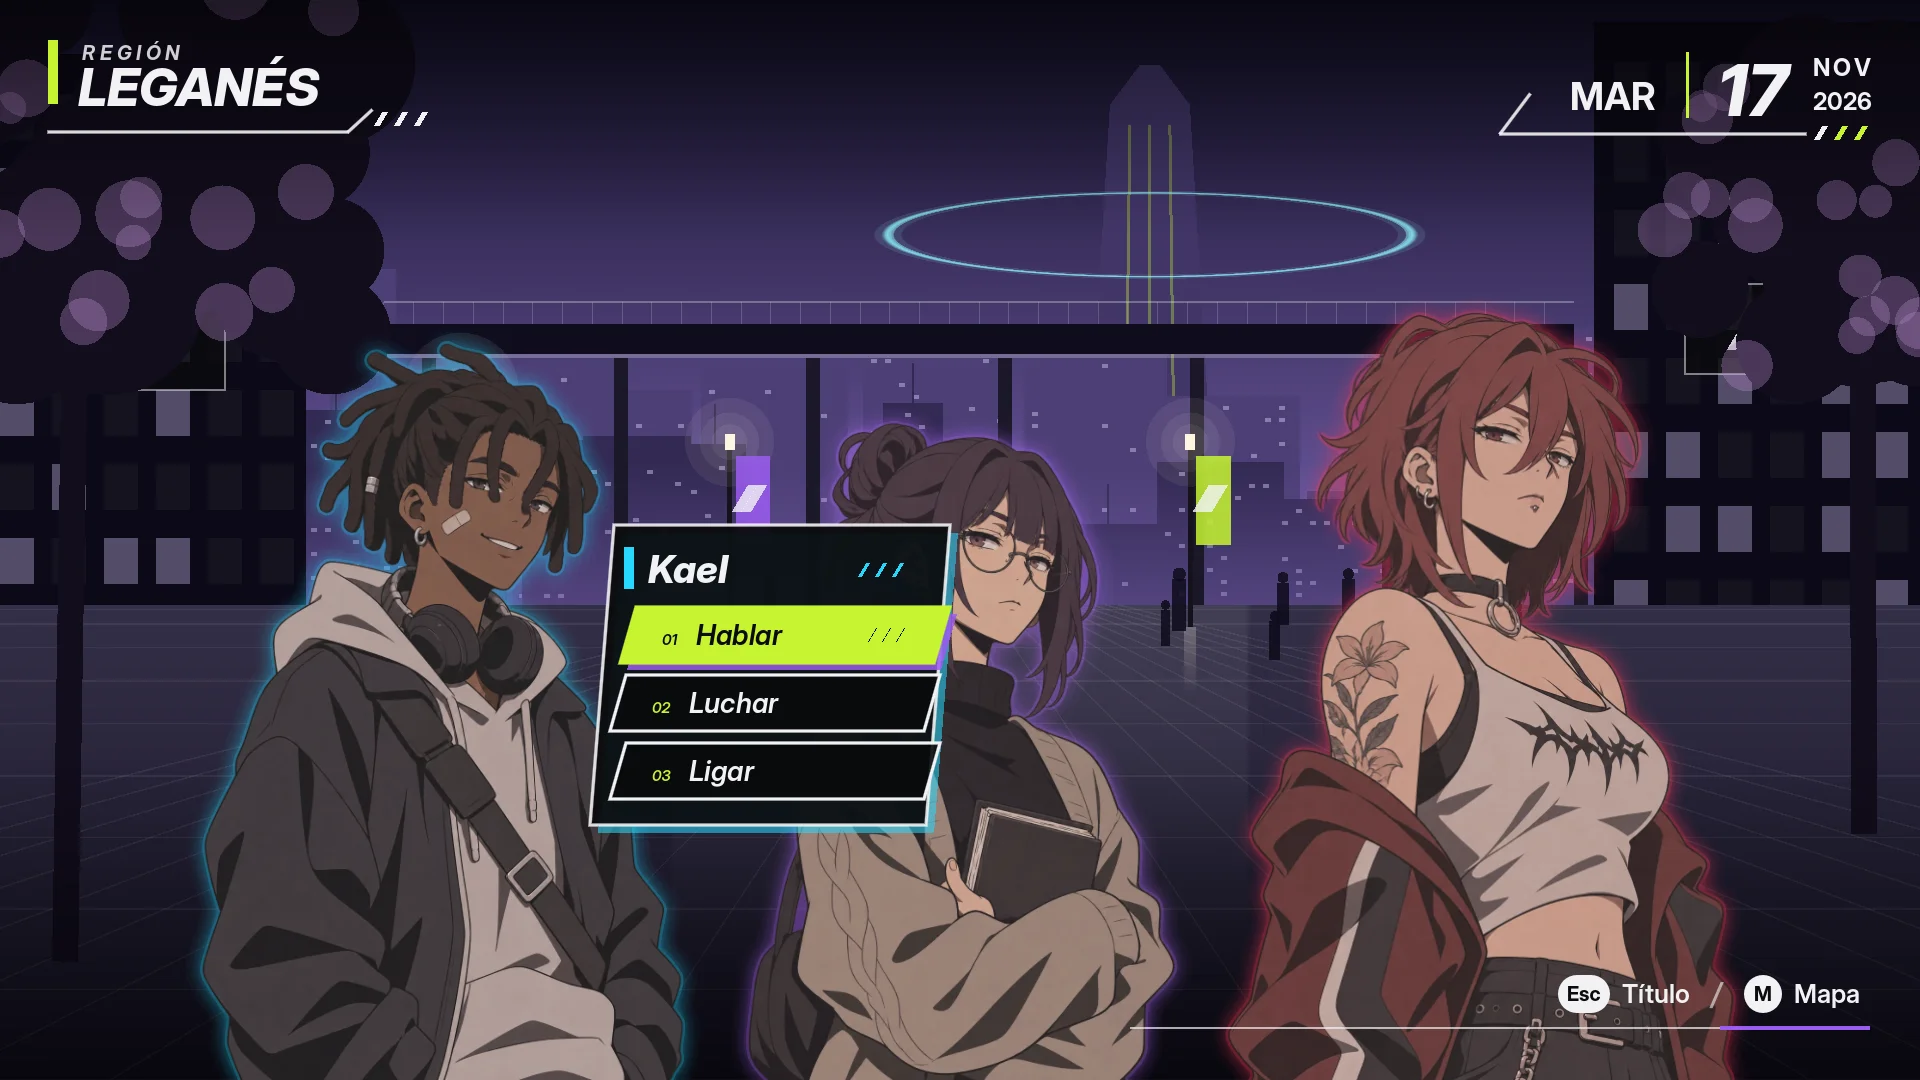 REGIÓN
LEGANÉS
MAR 17 NOV 2026
Kael
01 Hablar
02 Luchar
03 Ligar
Esc Título / M Mapa